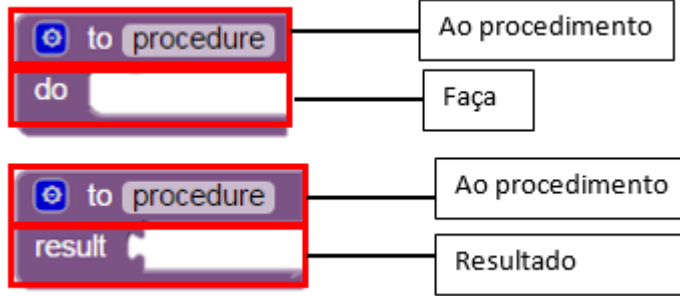 to procedure
Ao procedimento
do
Faça
to procedure
Ao procedimento
result
Resultado